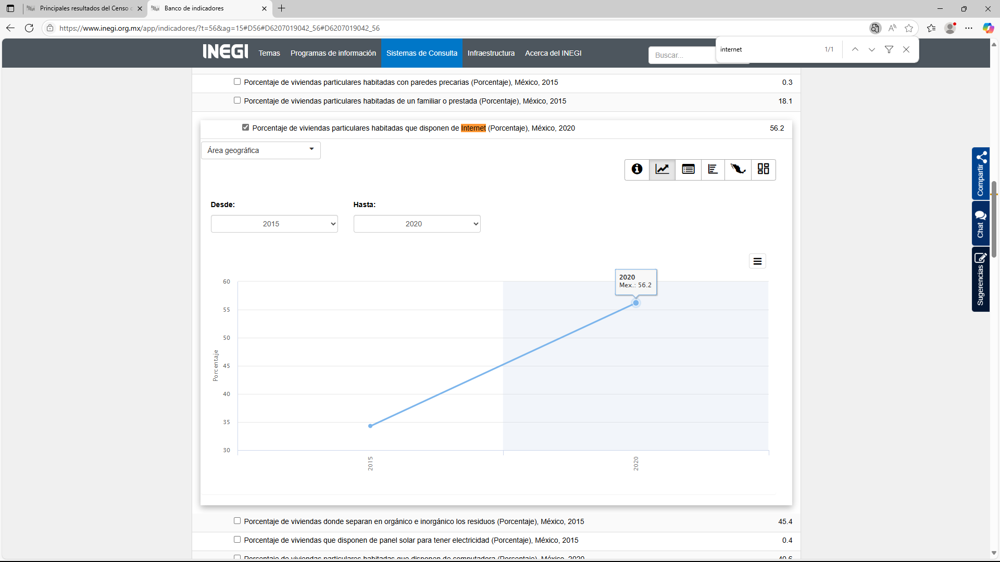 Principales resultados del Censo
Banco de indicadores
https://www.inegi.org.mx/app/indicadores/?t=56&ag=15#D56#D6207019042_56#D6207019042_56
internet
1/1
INEGI
Temas
Programas de información
Sistemas de Consulta
Infraestructura
Acerca del INEGI
Buscar...
Porcentaje de viviendas particulares habitadas con paredes precarias (Porcentaje), México, 2015 0.3
Porcentaje de viviendas particulares habitadas de un familiar o prestada (Porcentaje), México, 2015 18.1
Porcentaje de viviendas particulares habitadas que disponen de Internet (Porcentaje), México, 2020 56.2
Área geográfica
Desde:
Hasta:
2015
2020
2020
Mex.: 56.2
60
55
50
45
40
35
30
Porcentaje
2015
2020
Compartir
Chat
Sugerencias
Porcentaje de viviendas donde separan en orgánico e inorgánico los residuos (Porcentaje), México, 2015 45.4
Porcentaje de viviendas que disponen de panel solar para tener electricidad (Porcentaje), México, 2015 0.4
Porcentaje de viviendas particulares habitadas que disponen de computadora (Porcentaje), México, 2020 40.6